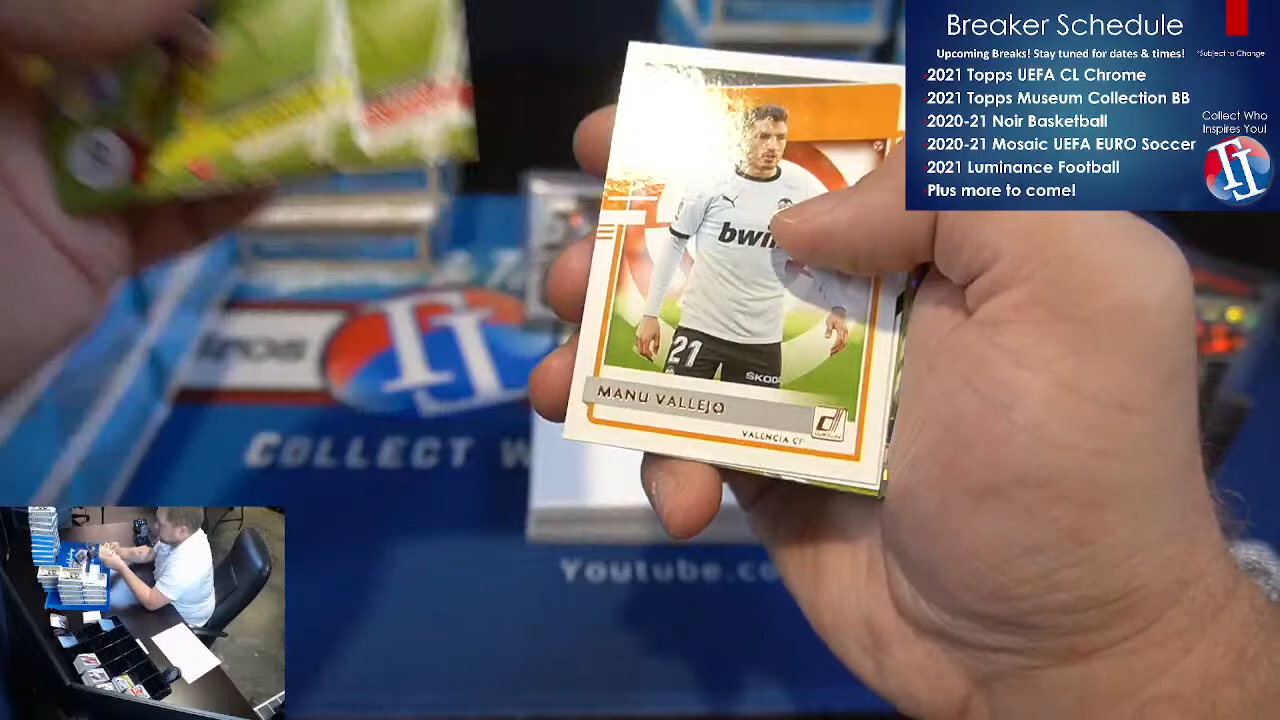 Breaker Schedule
Upcoming Breaks! Stay tuned for dates & times!
*Subject to Change
2021 Topps UEFA CL Chrome
2021 Topps Museum Collection BB
2020-21 Noir Basketball
2020-21 Mosaic UEFA EURO Soccer
2021 Luminance Football
Plus more to come!
Collect Who
Inspires You!
21
ŠKODA
MANU VALLEJO
VALENCIA CF
COLLECT
Youtube.co